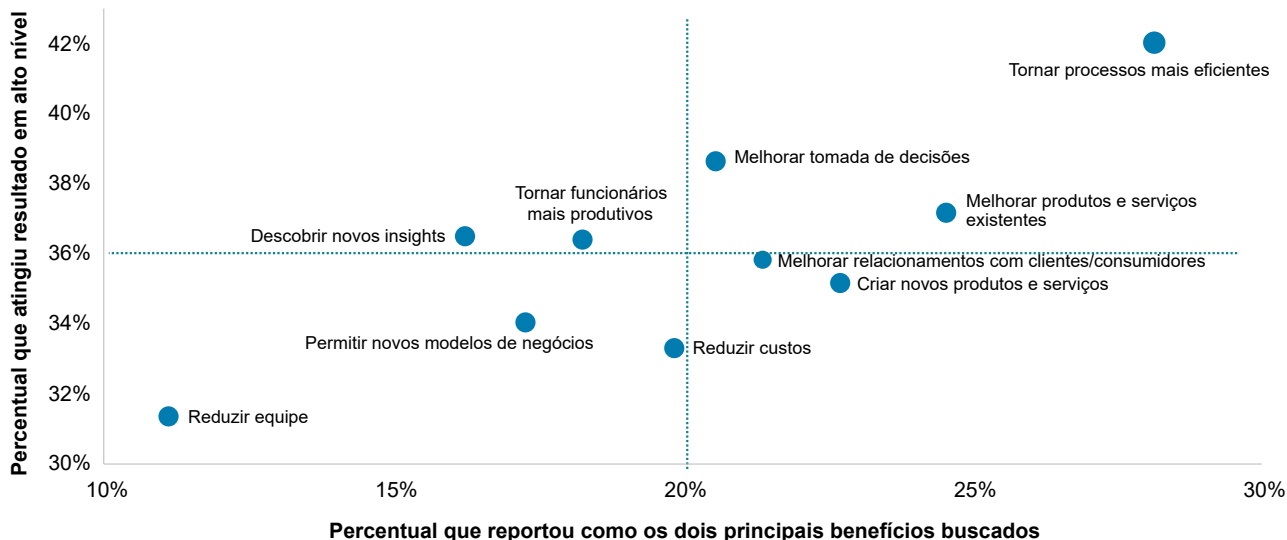 Percentual que atingiu resultado em alto nível
42%
40%
38%
36%
34%
32%
30%
Tornar processos mais eficientes
Melhorar tomada de decisões
Tornar funcionários
mais produtivos
Melhorar produtos e serviços
existentes
Descobrir novos insights
Melhorar relacionamentos com clientes/consumidores
Criar novos produtos e serviços
Permitir novos modelos de negócios
Reduzir custos
Reduzir equipe
10%
15%
20%
25%
30%
Percentual que reportou como os dois principais benefícios buscados